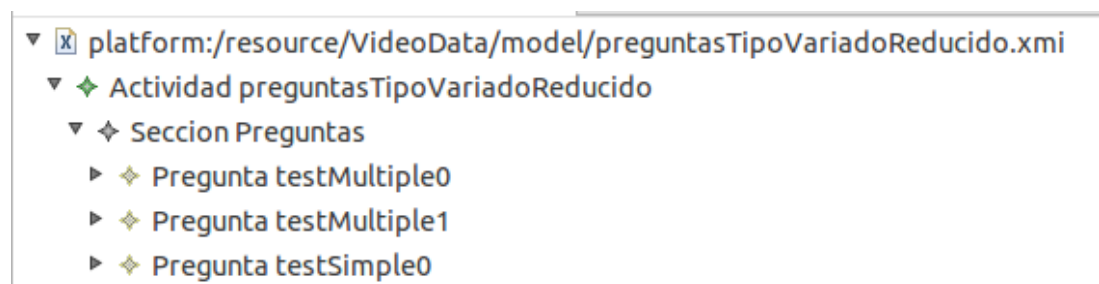 platform:/resource/VideoData/model/preguntasTipoVariadoReducido.xmi
Actividad preguntasTipoVariadoReducido
Seccion Preguntas
Pregunta testMultiple0
Pregunta testMultiple1
Pregunta testSimple0